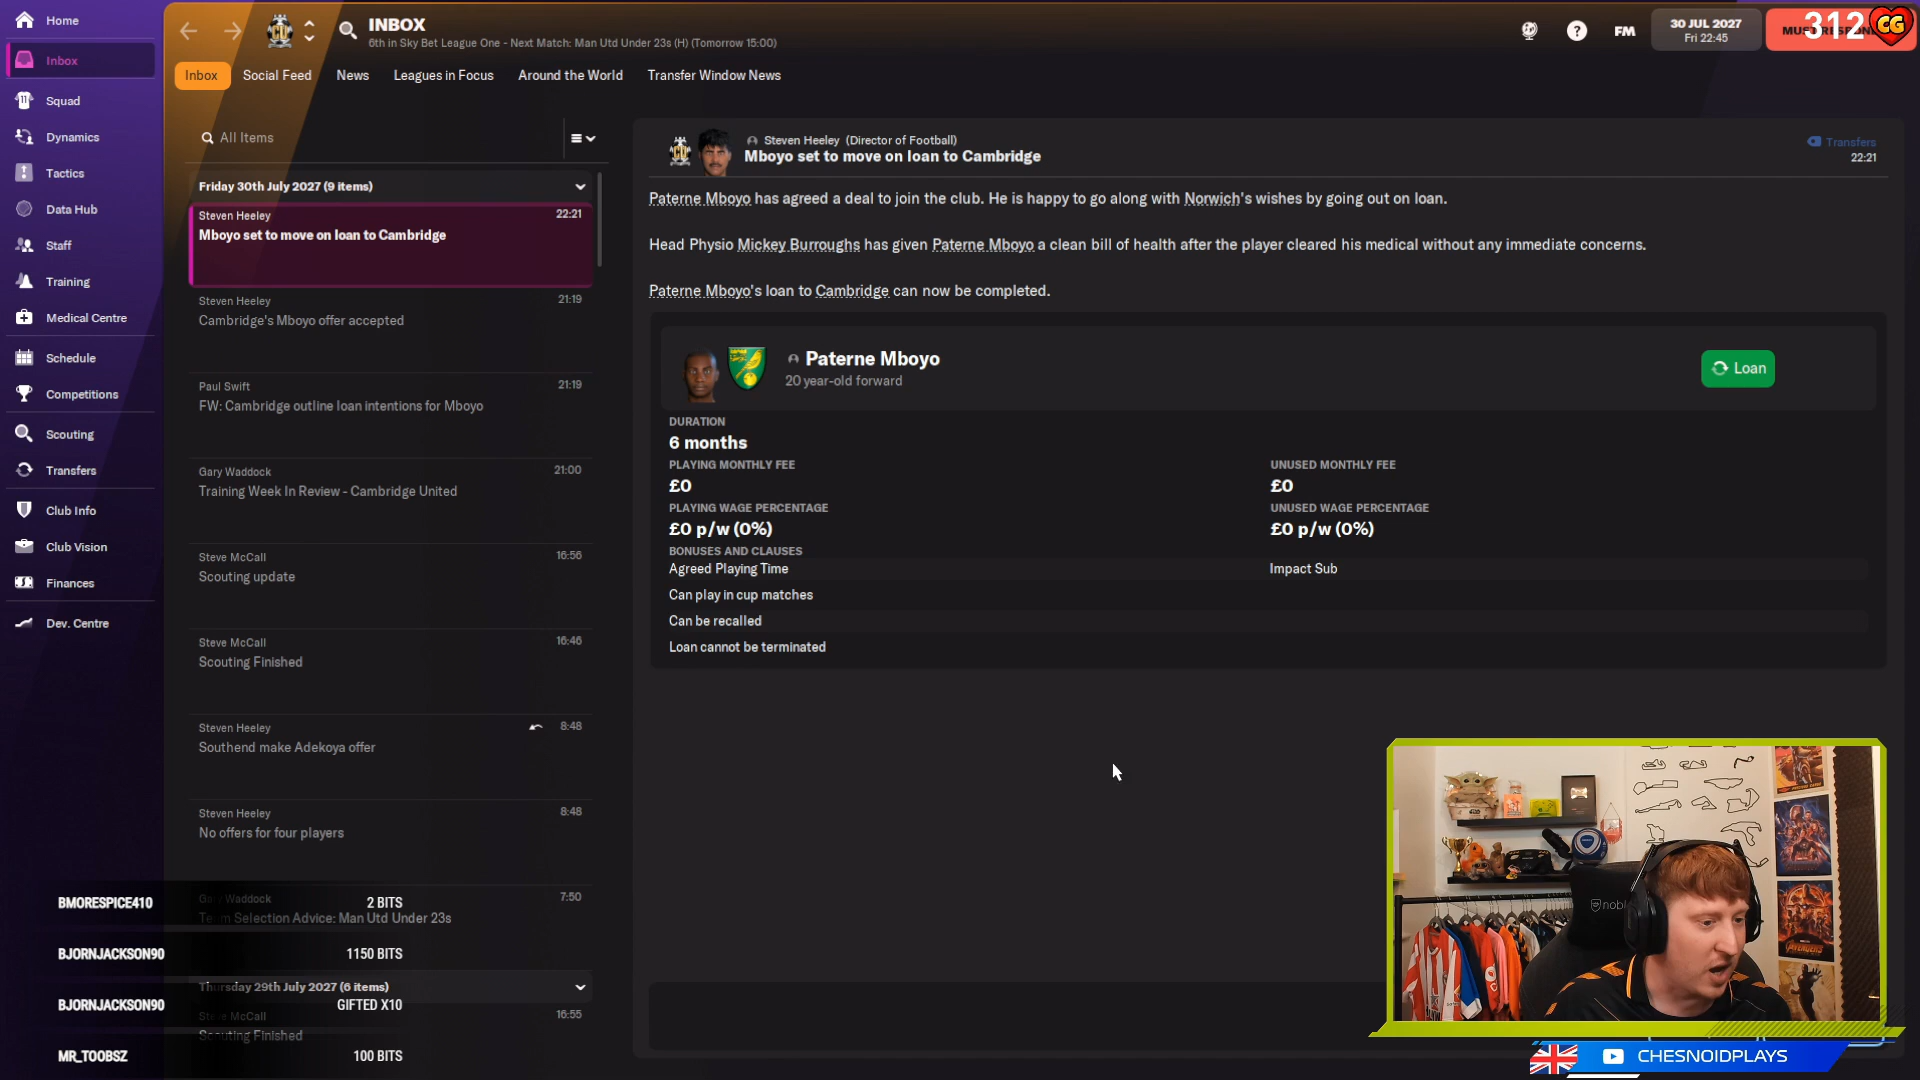 Home
Inbox
Squad
Dynamics
Tactics
Data Hub
Staff
Training
Medical Centre
Schedule
Competitions
Scouting
Transfers
Club Info
Club Vision
Finances
Dev. Centre
INBOX
6th in Sky Bet League One - Next Match: Man Utd Under 23s (H) (Tomorrow 15:00)
FM
30 JUL 2027
Fri 22:45
312
CG
Inbox Social Feed News Leagues in Focus Around the World Transfer Window News
All Items
Friday 30th July 2027 (9 items)
Steven Heeley 22:21
Mboyo set to move on loan to Cambridge
Steven Heeley 21:19
Cambridge's Mboyo offer accepted
Paul Swift 21:19
FW: Cambridge outline loan intentions for Mboyo
Gary Waddock 21:00
Training Week In Review - Cambridge United
Steve McCall 16:56
Scouting update
Steve McCall 16:46
Scouting Finished
Steven Heeley 8:48
Southend make Adekoya offer
Steven Heeley 8:48
No offers for four players
Gary Waddock 7:50
Team Selection Advice: Man Utd Under 23s
Thursday 29th July 2027 (6 items)
Steve McCall 16:55
Scouting Finished
BMORESPICE410 2 BITS
BJORNJACKSON90 1150 BITS
BJORNJACKSON90 GIFTED X10
MR_TOOBSZ 100 BITS
Steven Heeley (Director of Football)
Mboyo set to move on loan to Cambridge
Transfers
22:21
Paterne Mboyo has agreed a deal to join the club. He is happy to go along with Norwich's wishes by going out on loan.
Head Physio Mickey Burroughs has given Paterne Mboyo a clean bill of health after the player cleared his medical without any immediate concerns.
Paterne Mboyo's loan to Cambridge can now be completed.
Paterne Mboyo
20 year-old forward
Loan
DURATION
6 months
PLAYING MONTHLY FEE UNUSED MONTHLY FEE
£0 £0
PLAYING WAGE PERCENTAGE UNUSED WAGE PERCENTAGE
£0 p/w (0%) £0 p/w (0%)
BONUSES AND CLAUSES
Agreed Playing Time Impact Sub
Can play in cup matches
Can be recalled
Loan cannot be terminated
CHESNOIDPLAYS